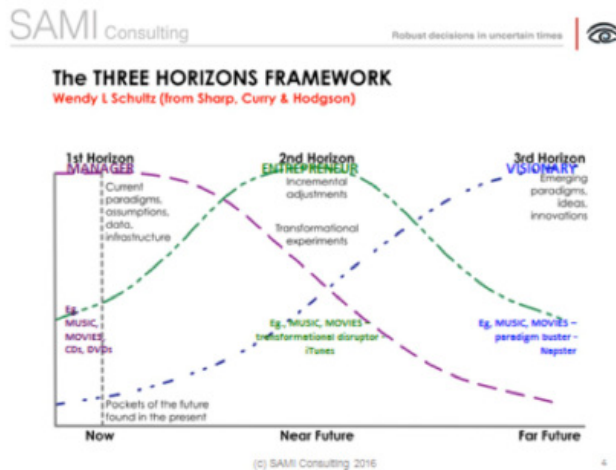 SAMI Consulting
Robust decisions in uncertain times
The THREE HORIZONS FRAMEWORK
Wendy L Schultz (from Sharp, Curry & Hodgson)
1st Horizon
MANAGER
Current
paradigms,
assumptions,
data,
infrastructure
2nd Horizon
ENTREPRENEUR
Incremental
adjustments
Transformational
experiments
3rd Horizon
VISIONARY
Emerging
paradigms,
ideas,
innovations
Eg,
MUSIC,
MOVIES,
CDs, DVDs
Eg., MUSIC, MOVIES –
transformational disruptor -
iTunes
Eg, MUSIC, MOVIES –
paradigm buster -
Napster
Pockets of the future
found in the present
Now
Near Future
Far Future
(c) SAMI Consulting 2016
4